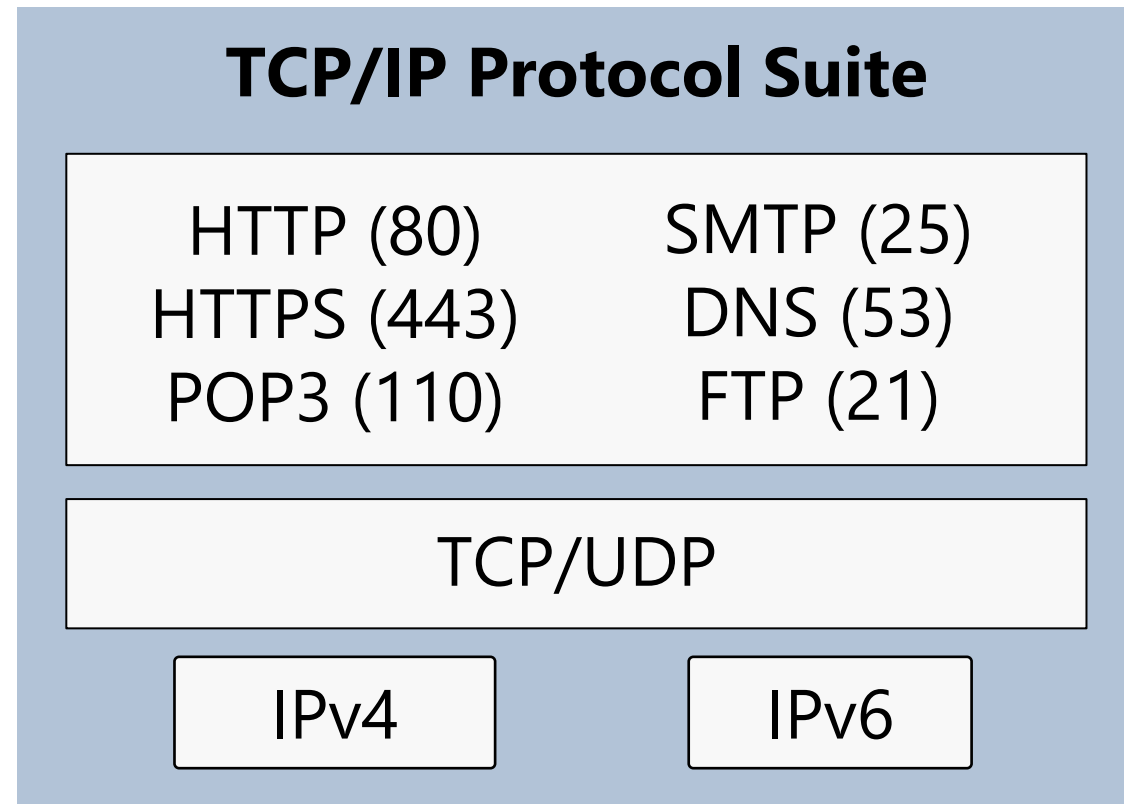 TCP/IP Protocol Suite
HTTP (80)
HTTPS (443)
POP3 (110)
SMTP (25)
DNS (53)
FTP (21)
TCP/UDP
IPv4
IPv6